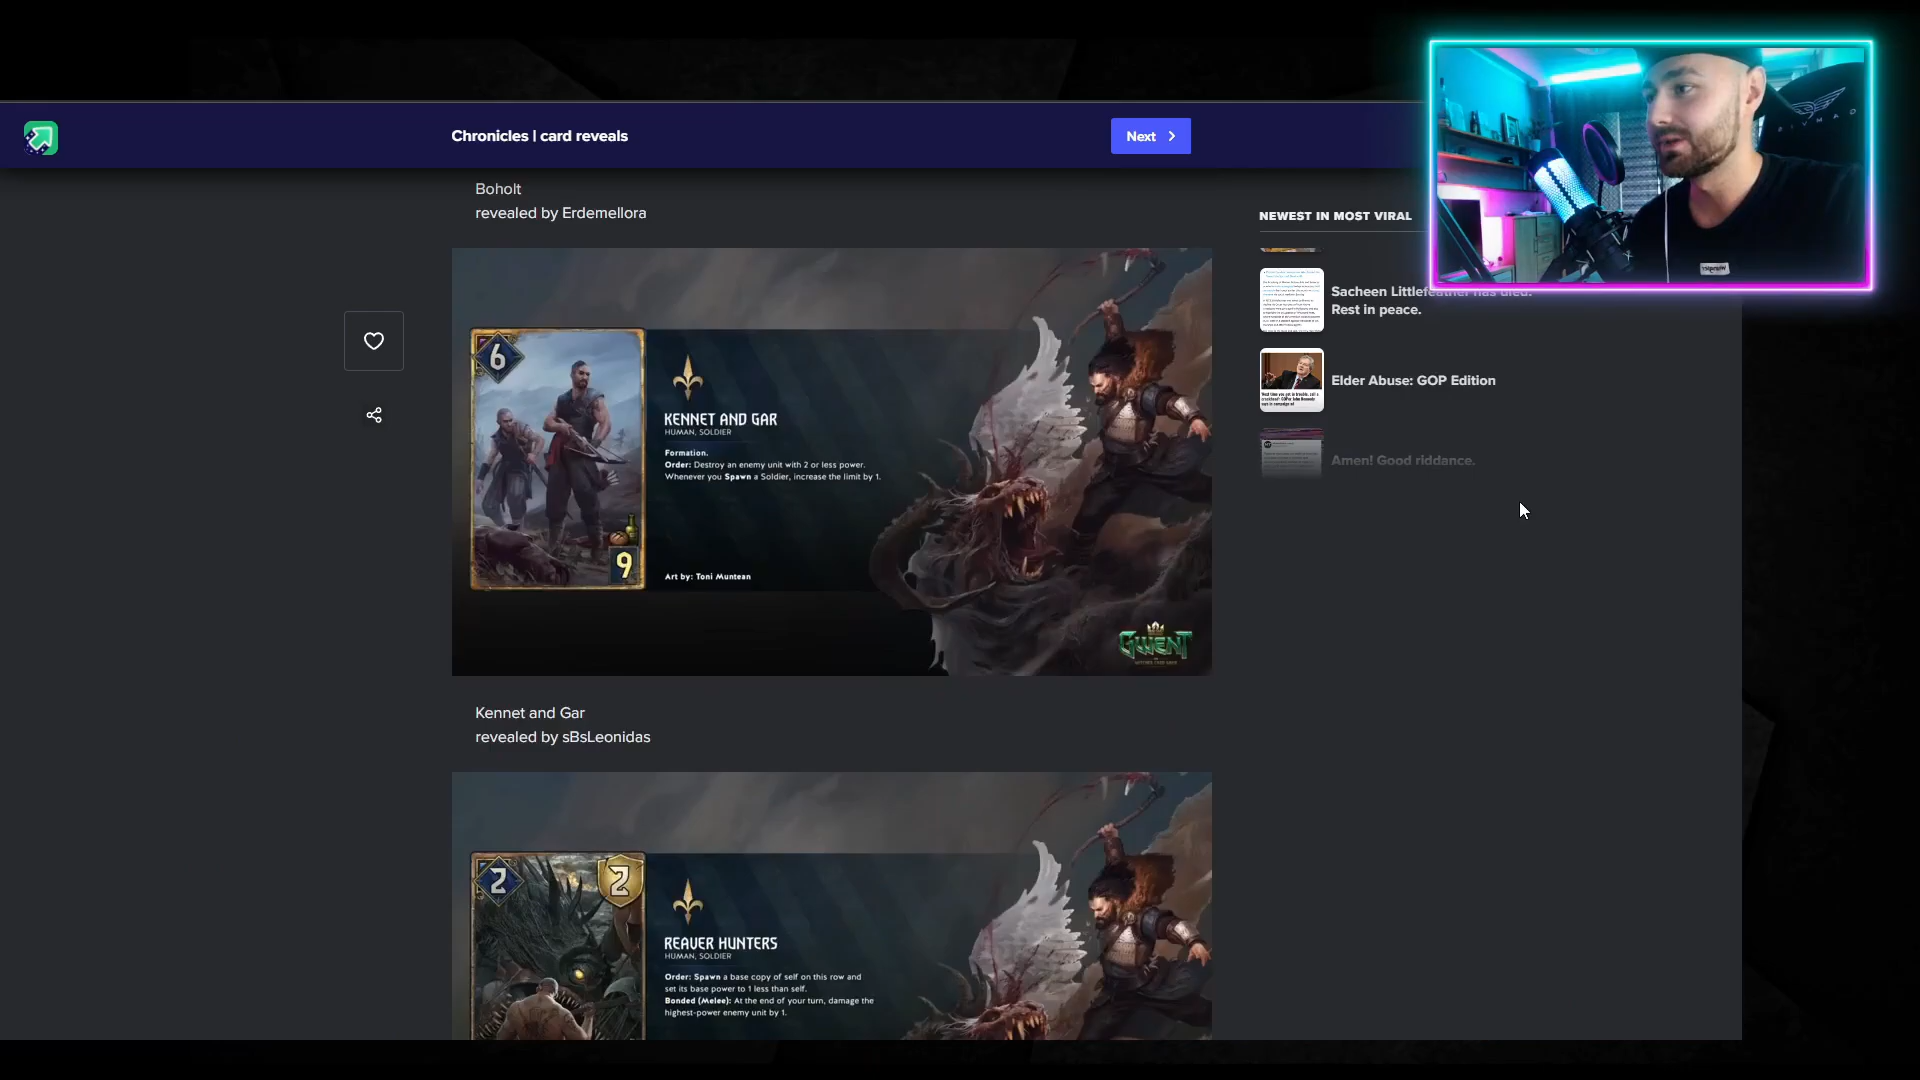 Chronicles | card reveals
Next
Boholt
revealed by Erdemellora
NEWEST IN MOST VIRAL
Sacheen Littlefeather has died.
Rest in peace.
Elder Abuse: GOP Edition
Amen! Good riddance.
6
KENNET AND GAR
HUMAN, SOLDIER
Formation.
Order: Destroy an enemy unit with 2 or less power.
Whenever you Spawn a Soldier, increase the limit by 1.
9
Art by: Toni Muntean
GWENT
Kennet and Gar
revealed by sBsLeonidas
2
2
REAVER HUNTERS
HUMAN, SOLDIER
Order: Spawn a base copy of self on this row and
set its base power to 1 less than self.
Bonded (Melee): At the end of your turn, damage the
highest-power enemy unit by 1.